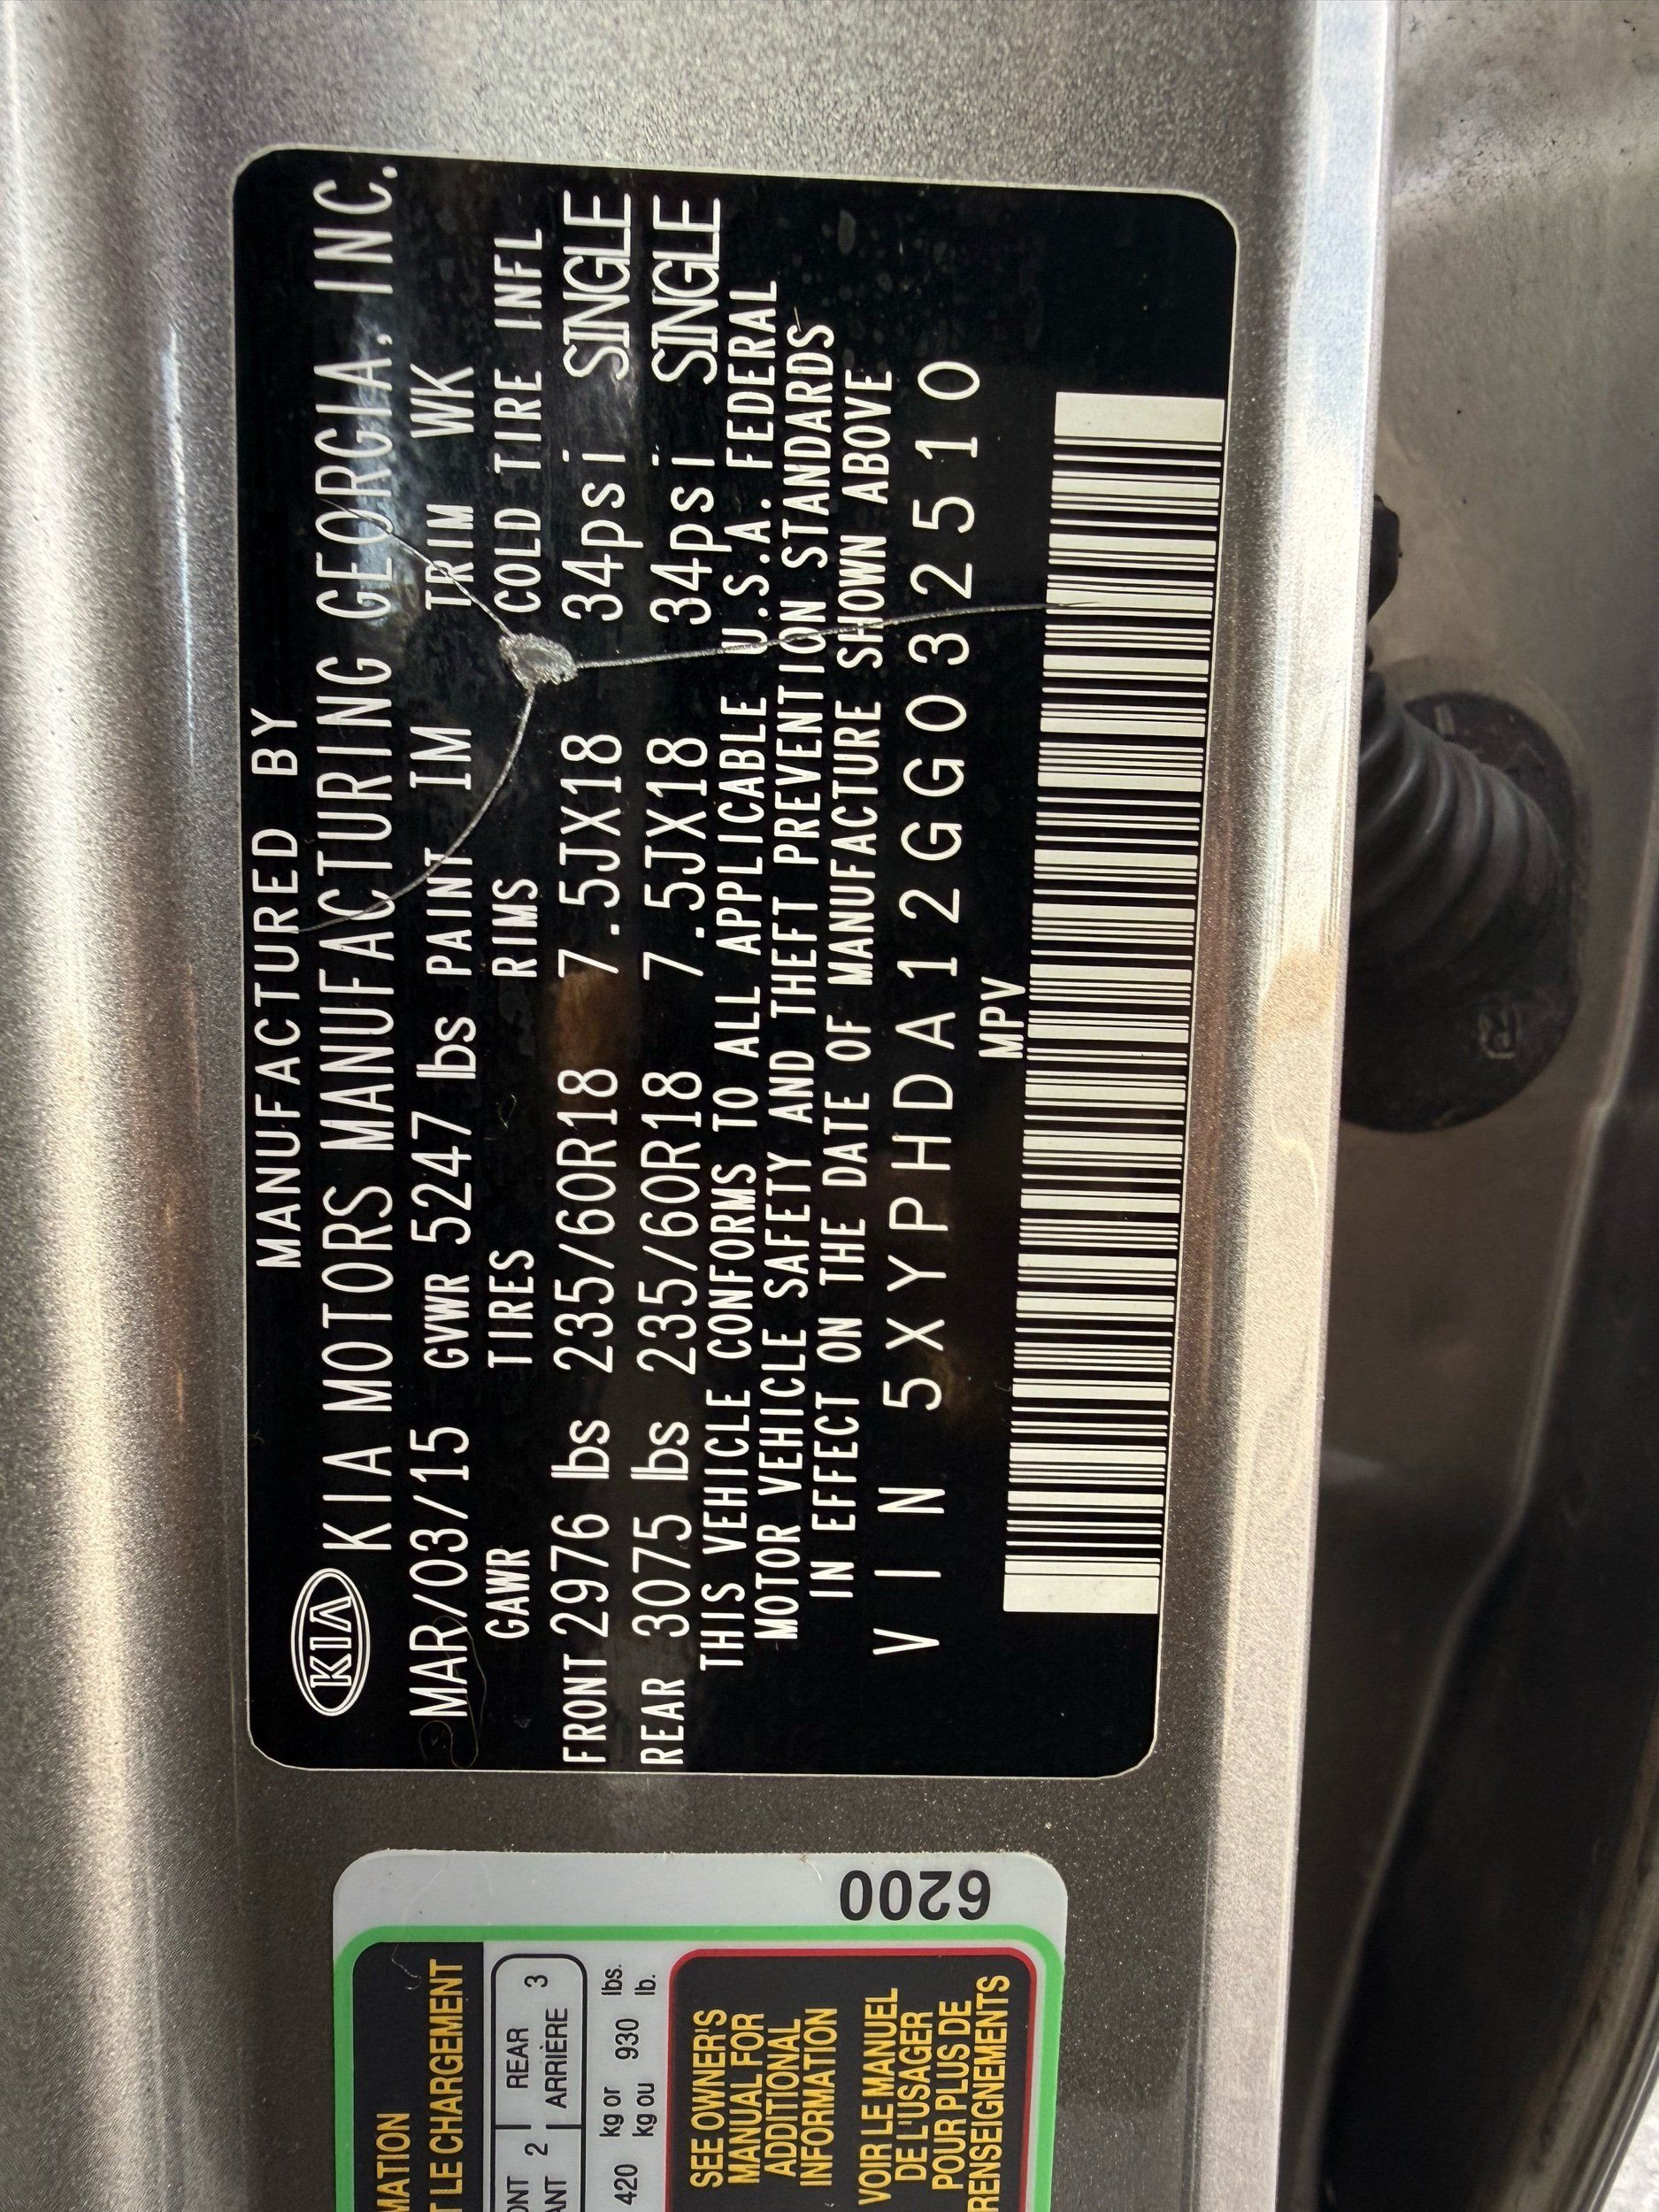 MANUFACTURED BY
KIA KIA MOTORS MANUFACTURING GEORGIA, INC.
MAR/03/15 GVWR 5247 lbs PAINT IM TRIM WK
GAWR TIRES RIMS COLD TIRE INFL
FRONT 2976 lbs 235/60R18 7.5JX18 34psi SINGLE
REAR 3075 lbs 235/60R18 7.5JX18 34psi SINGLE
THIS VEHICLE CONFORMS TO ALL APPLICABLE U.S.A. FEDERAL
MOTOR VEHICLE SAFETY AND THEFT PREVENTION STANDARDS
IN EFFECT ON THE DATE OF MANUFACTURE SHOWN ABOVE
VIN 5XYPHDA12GG032510
MPV
6200
LE CHARGEMENT
2 REAR 3
ARRIÈRE
420 kg or 930 lbs.
kg ou lb.
SEE OWNER'S
MANUAL FOR
ADDITIONAL
INFORMATION
VOIR LE MANUEL
DE L'USAGER
POUR PLUS DE
RENSEIGNEMENTS